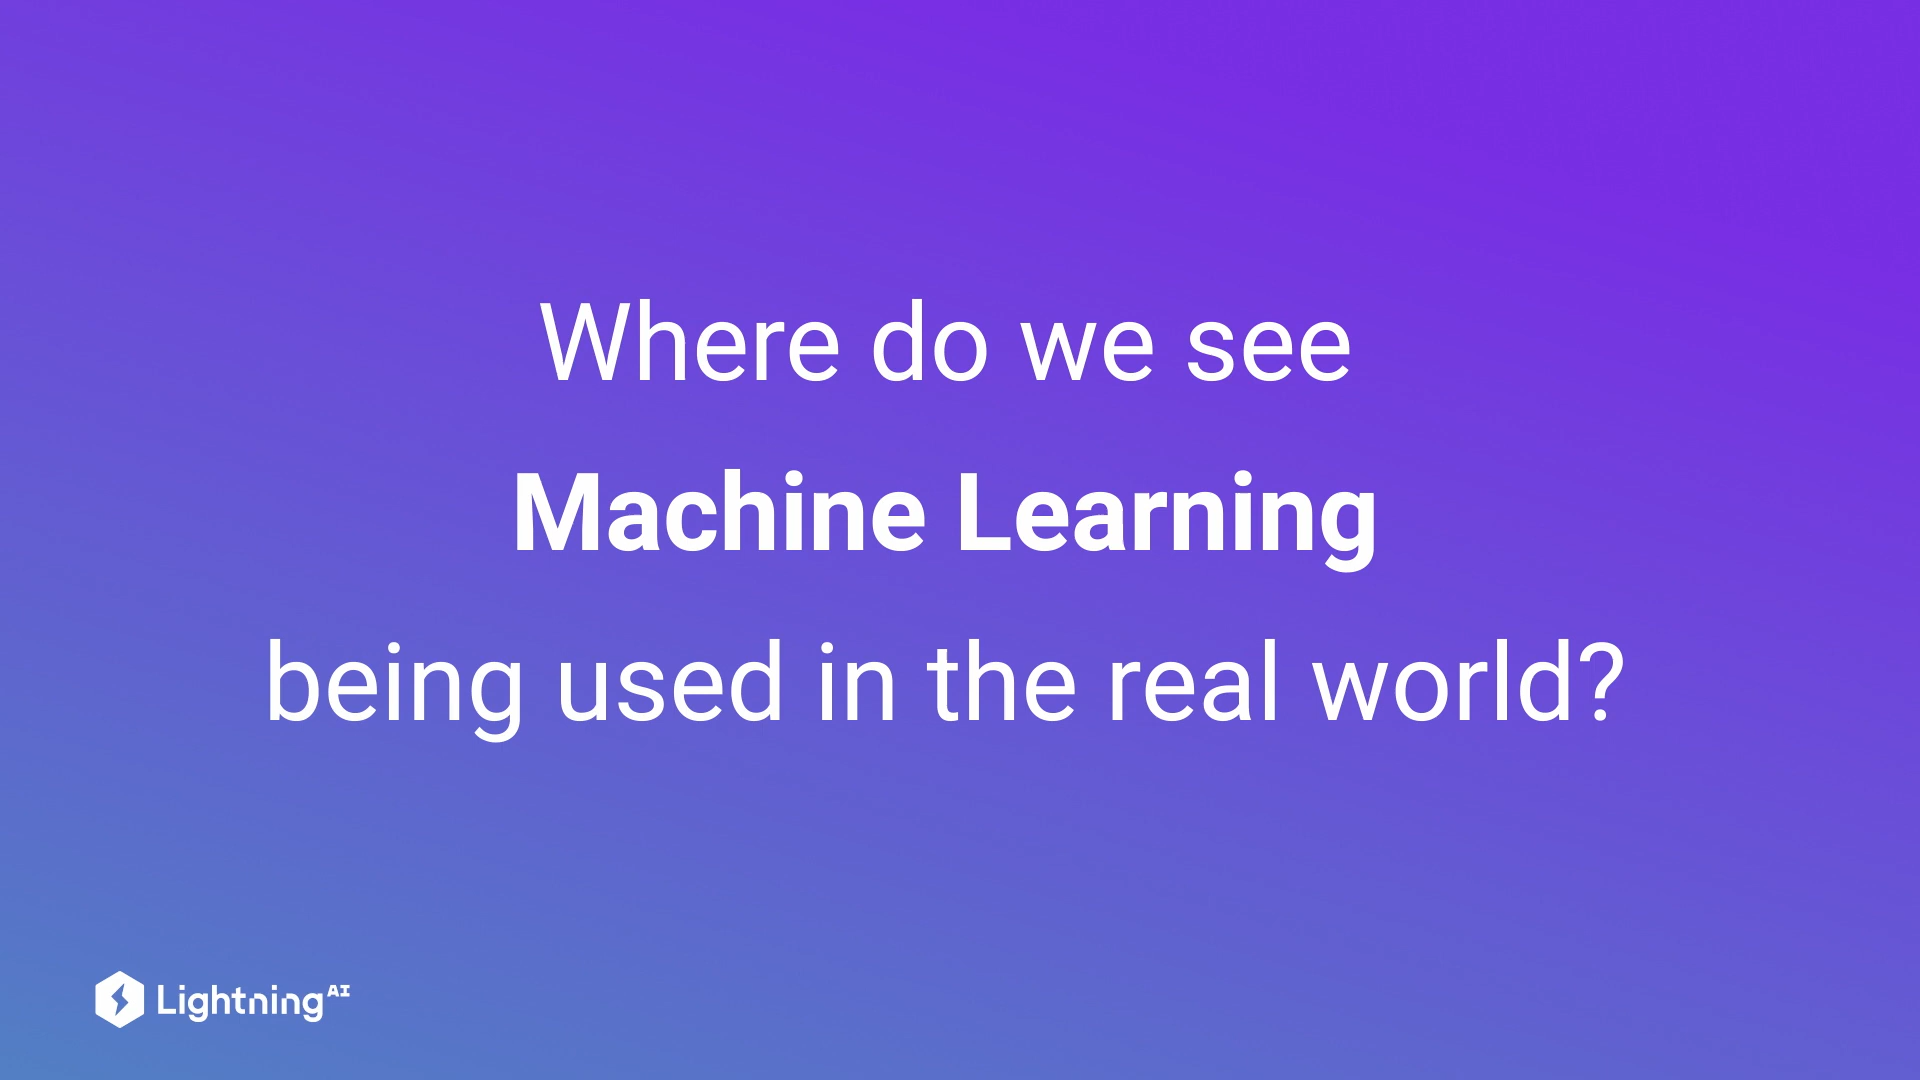 Where do we see
Machine Learning
being used in the real world?
Lightning AI